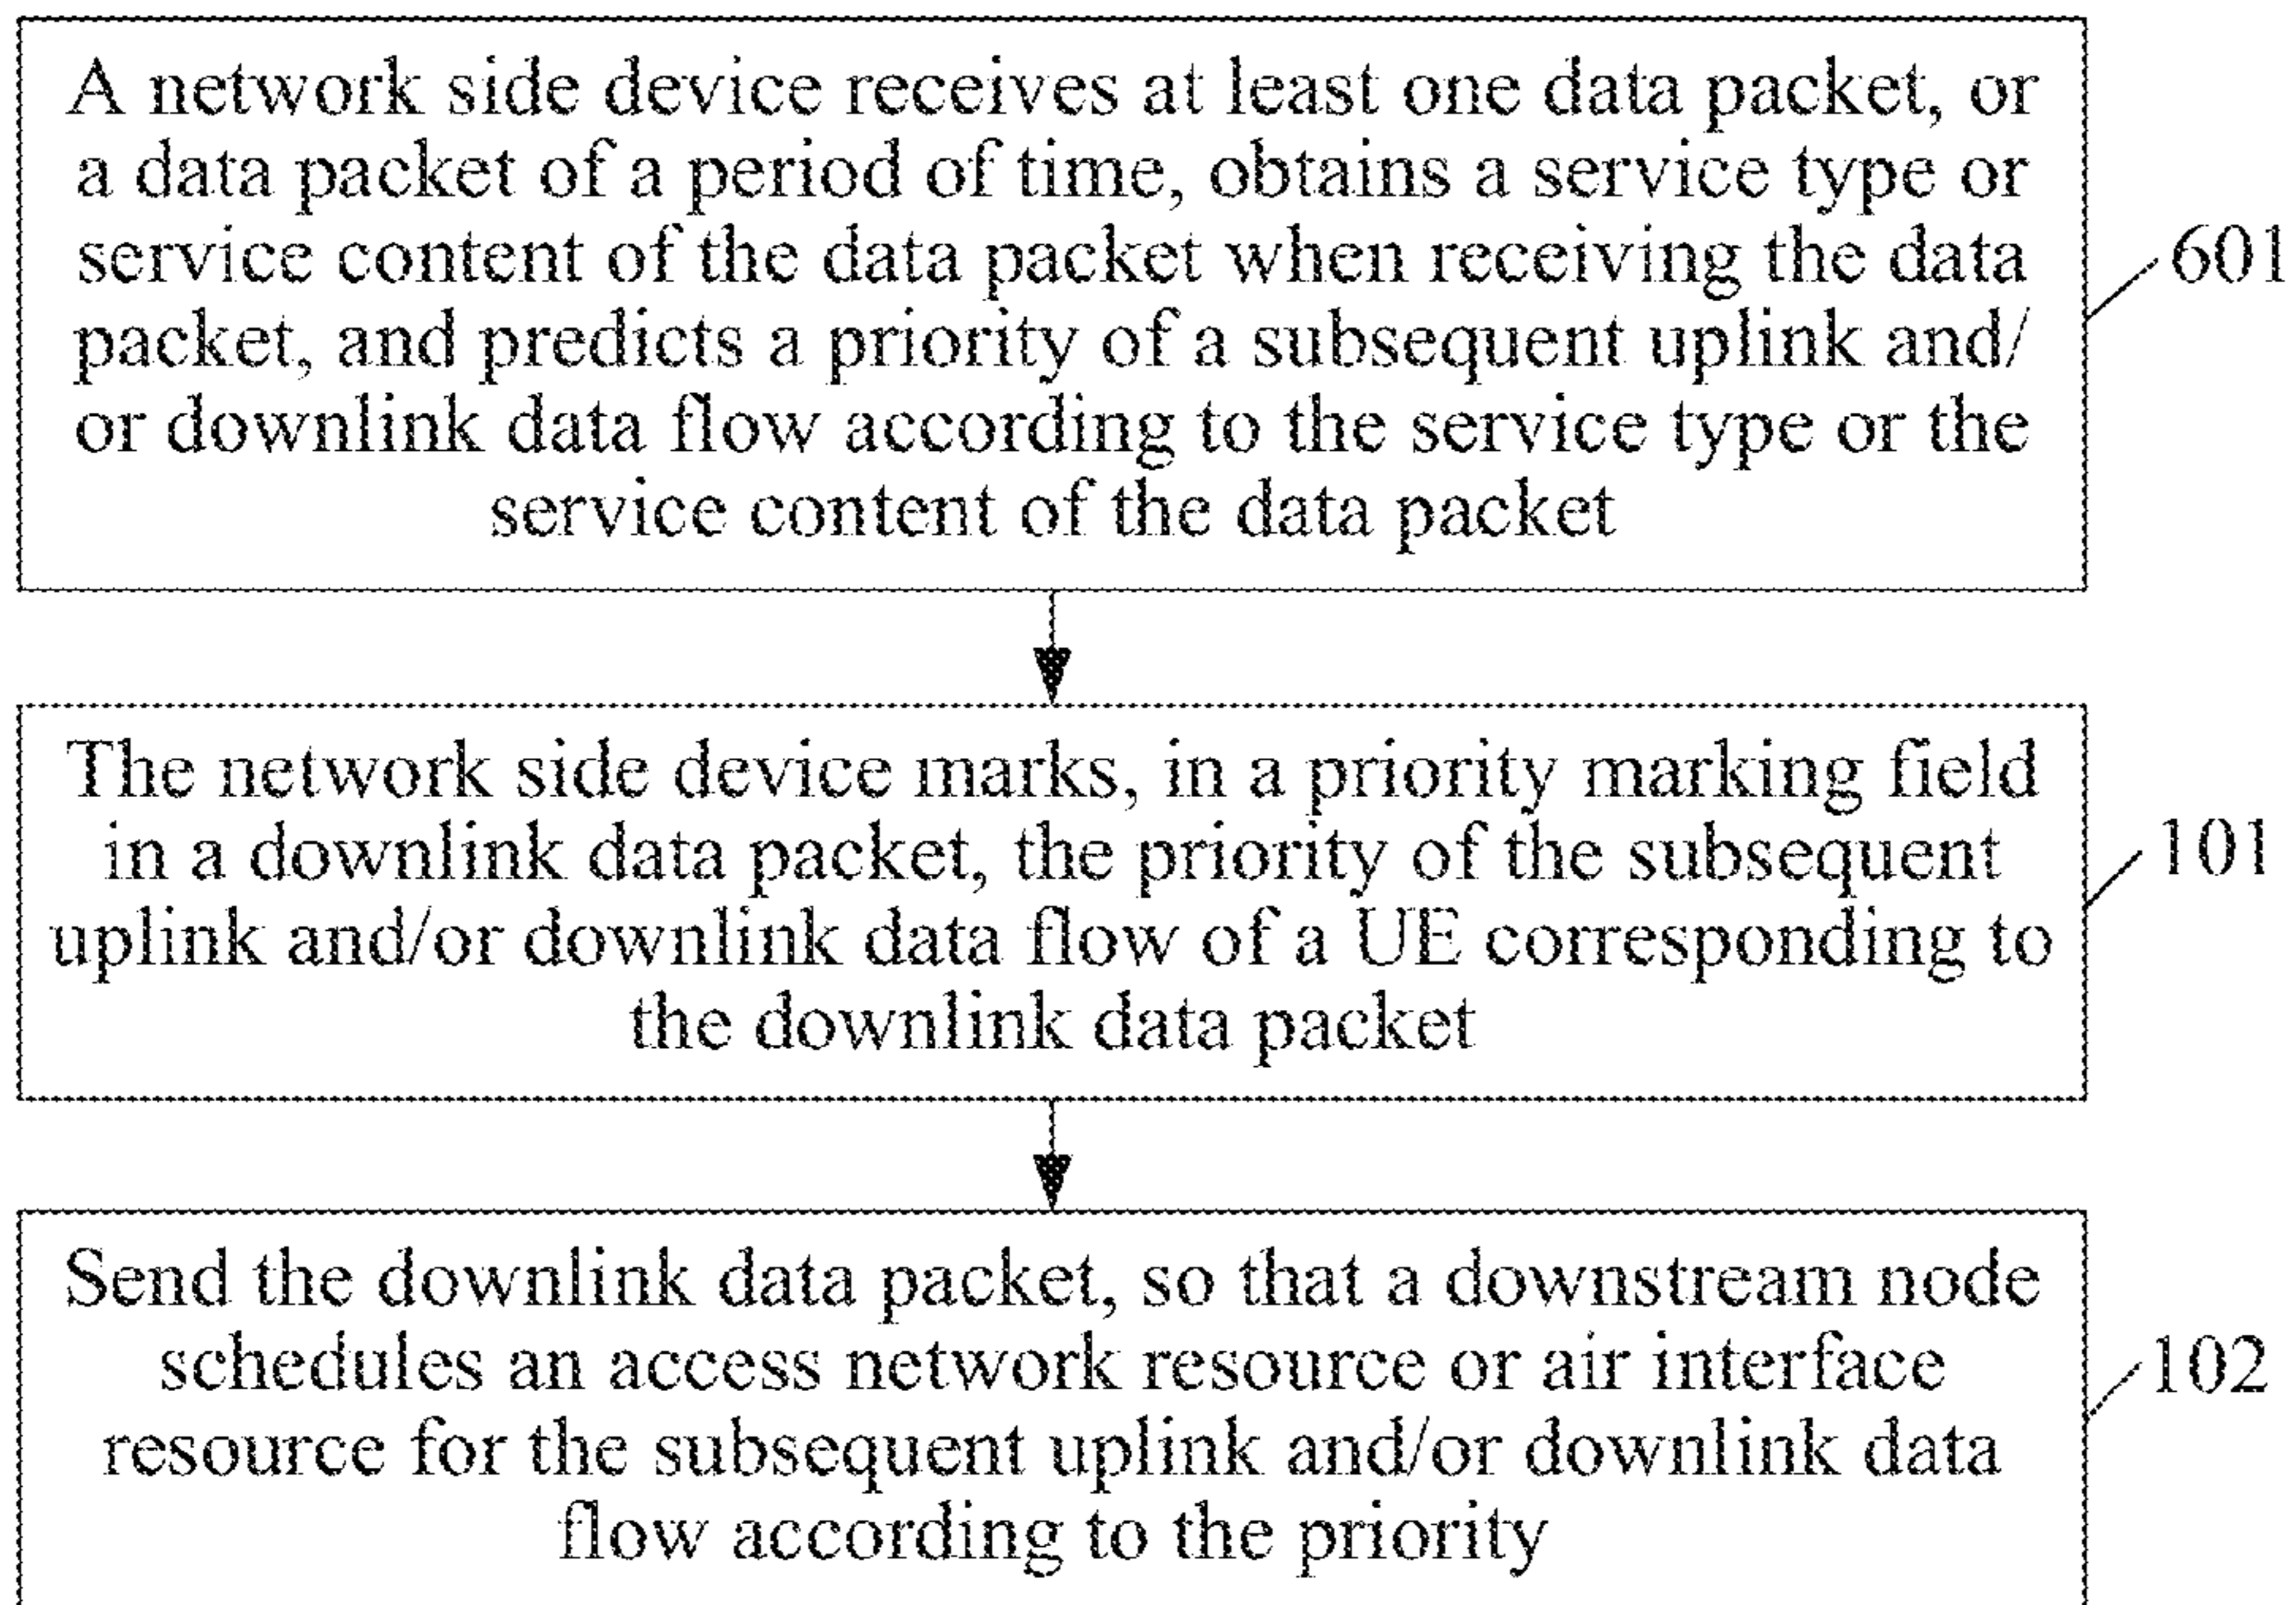 A network side device receives at least one data packet, or
a data packet of a period of time, obtains a service type or
service content of the data packet when receiving the data
packet, and predicts a priority of a subsequent uplink and/
or downlink data flow according to the service type or the
service content of the data packet
601
The network side device marks, in a priority marking field
in a downlink data packet, the priority of the subsequent
uplink and/or downlink data flow of a UE corresponding to
the downlink data packet
101
Send the downlink data packet, so that a downstream node
schedules an access network resource or air interface
resource for the subsequent uplink and/or downlink data
flow according to the priority
102